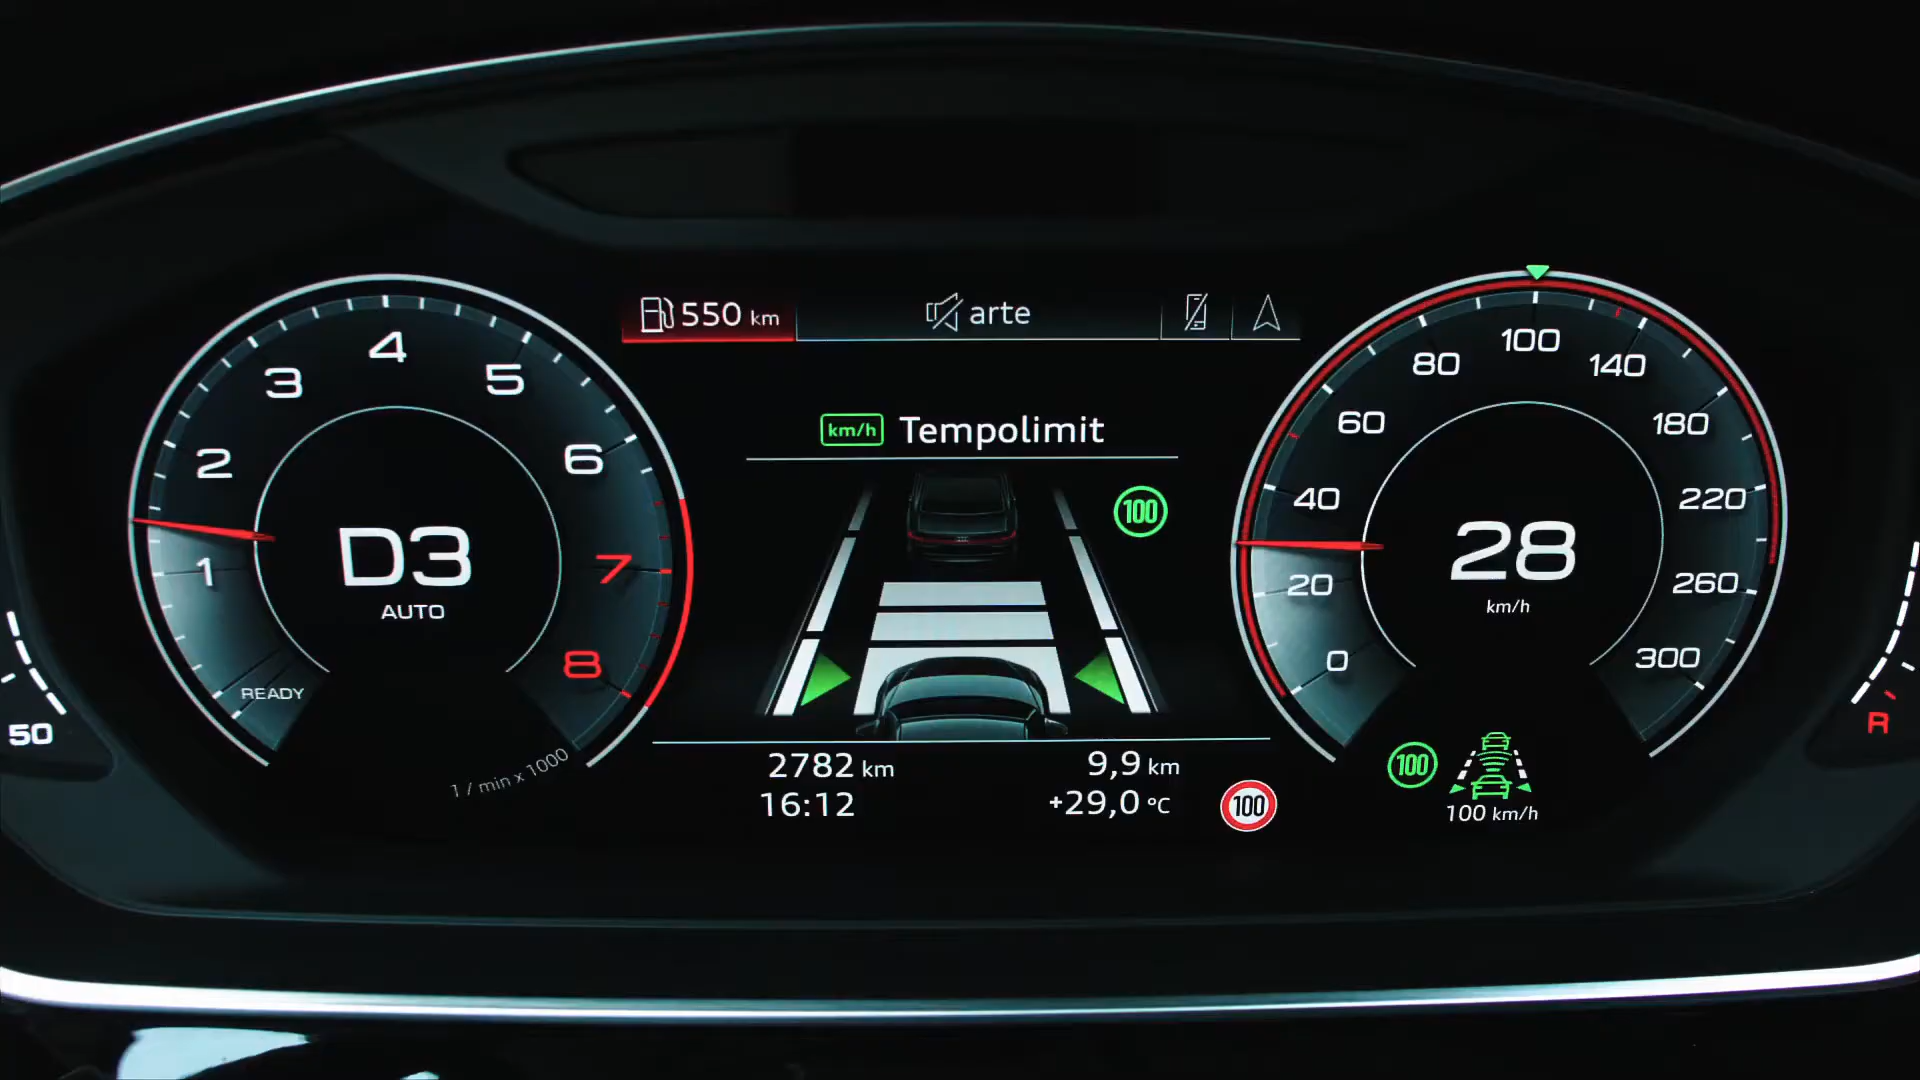 550 km
arte
km/h Tempolimit
100
1
2
3
4
5
6
7
8
READY
D3
AUTO
1 / min x 1000
0
20
40
60
80
100
140
180
220
260
300
28
km/h
2782 km
9,9 km
16:12
+29,0 °C
100
100
100 km/h
50
R